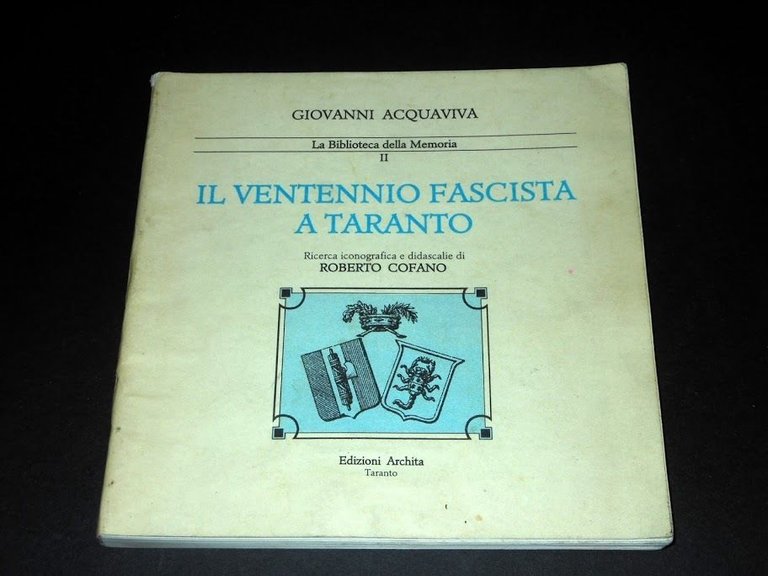 GIOVANNI ACQUAVIVA
La Biblioteca della Memoria
II
IL VENTENNIO FASCISTA
A TARANTO
Ricerca iconografica e didascalie di
ROBERTO COFANO
Edizioni Archita
Taranto